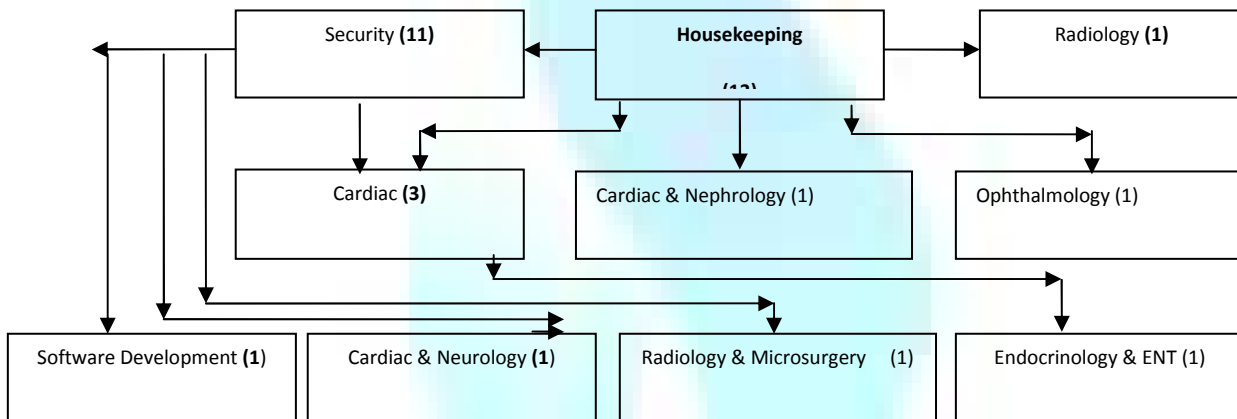 Security (11)
Housekeeping
Radiology (1)
Cardiac (3)
Cardiac & Nephrology (1)
Ophthalmology (1)
Software Development (1)
Cardiac & Neurology (1)
Radiology & Microsurgery (1)
Endocrinology & ENT (1)